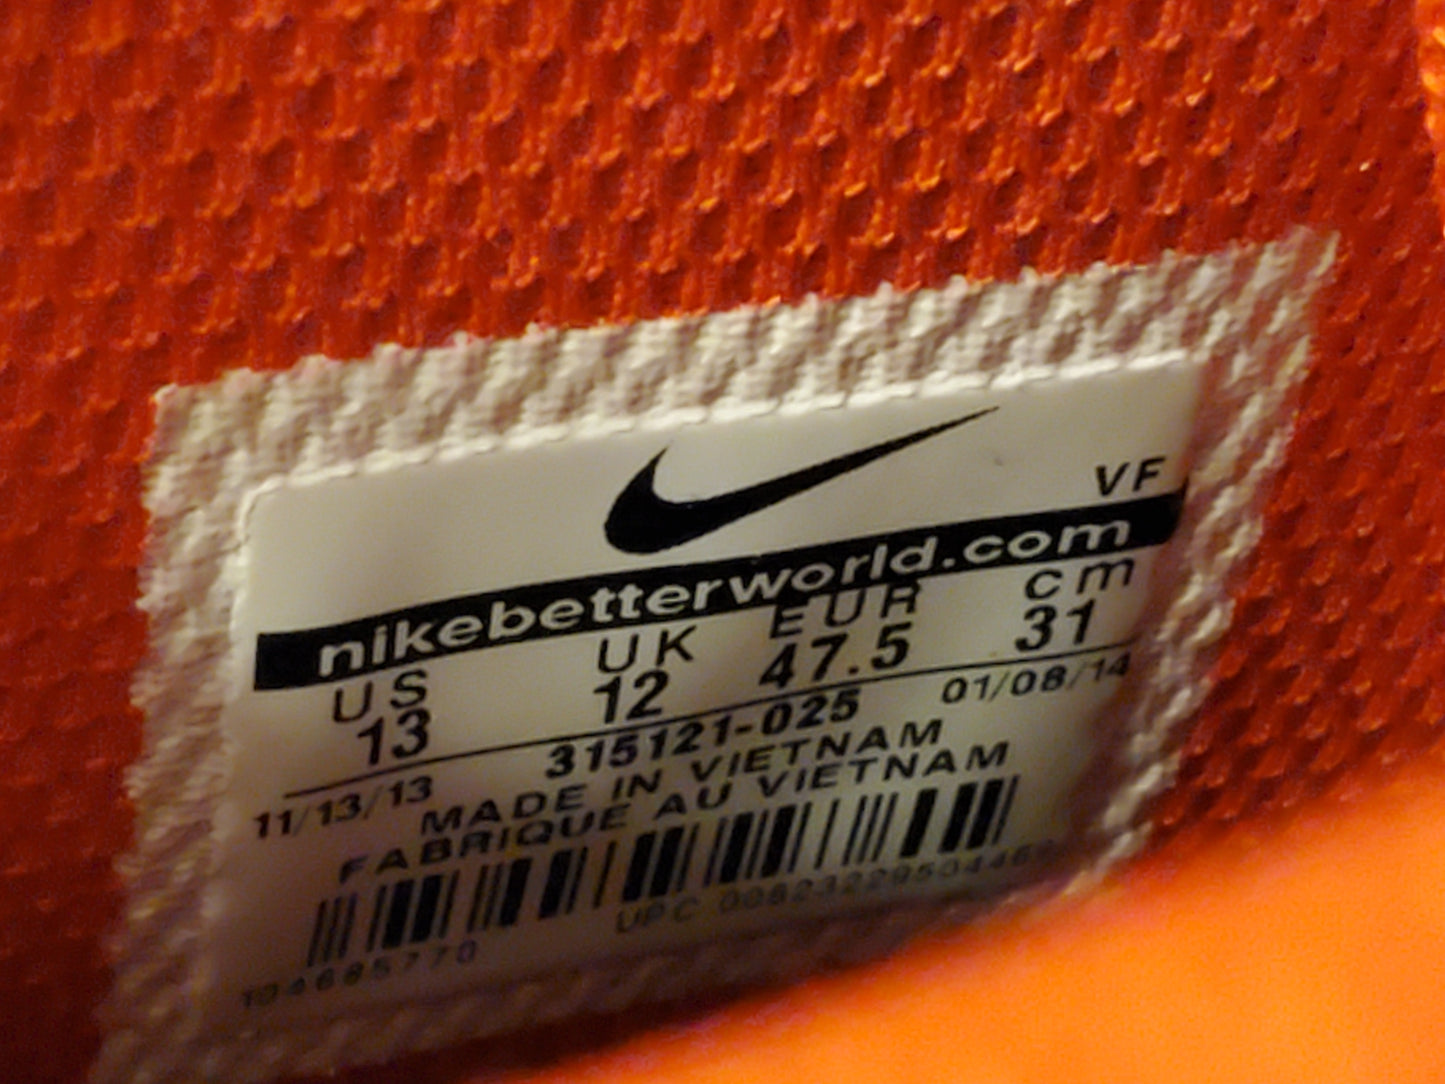 VF
nikebetterworld.com
US UK EUR cm
13 12 47.5 31
11/13/13 315121-025 01/08/14
MADE IN VIETNAM
FABRIQUE AU VIETNAM
UPC